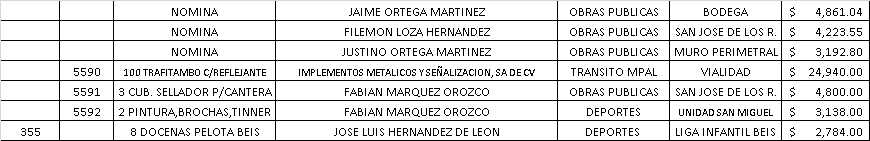 NOMINA JAIME ORTEGA MARTINEZ OBRAS PUBLICAS BODEGA $ 4,861.04
NOMINA FILEMON LOZA HERNANDEZ OBRAS PUBLICAS SAN JOSE DE LOS R. $ 4,223.55
NOMINA JUSTINO ORTEGA MARTINEZ OBRAS PUBLICAS MURO PERIMETRAL $ 3,192.80
5590 100 TRAFITAMBO C/REFLEJANTE IMPLEMENTOS METALICOS Y SEÑALIZACION, SA DE CV TRANSITO MPAL VIALIDAD $ 24,940.00
5591 3 CUB. SELLADOR P/CANTERA FABIAN MARQUEZ OROZCO OBRAS PUBLICAS SAN JOSE DE LOS R. $ 4,800.00
5592 2 PINTURA,BROCHAS,TINNER FABIAN MARQUEZ OROZCO DEPORTES UNIDAD SAN MIGUEL $ 3,138.00
355 8 DOCENAS PELOTA BEIS JOSE LUIS HERNANDEZ DE LEON DEPORTES LIGA INFANTIL BEIS $ 2,784.00